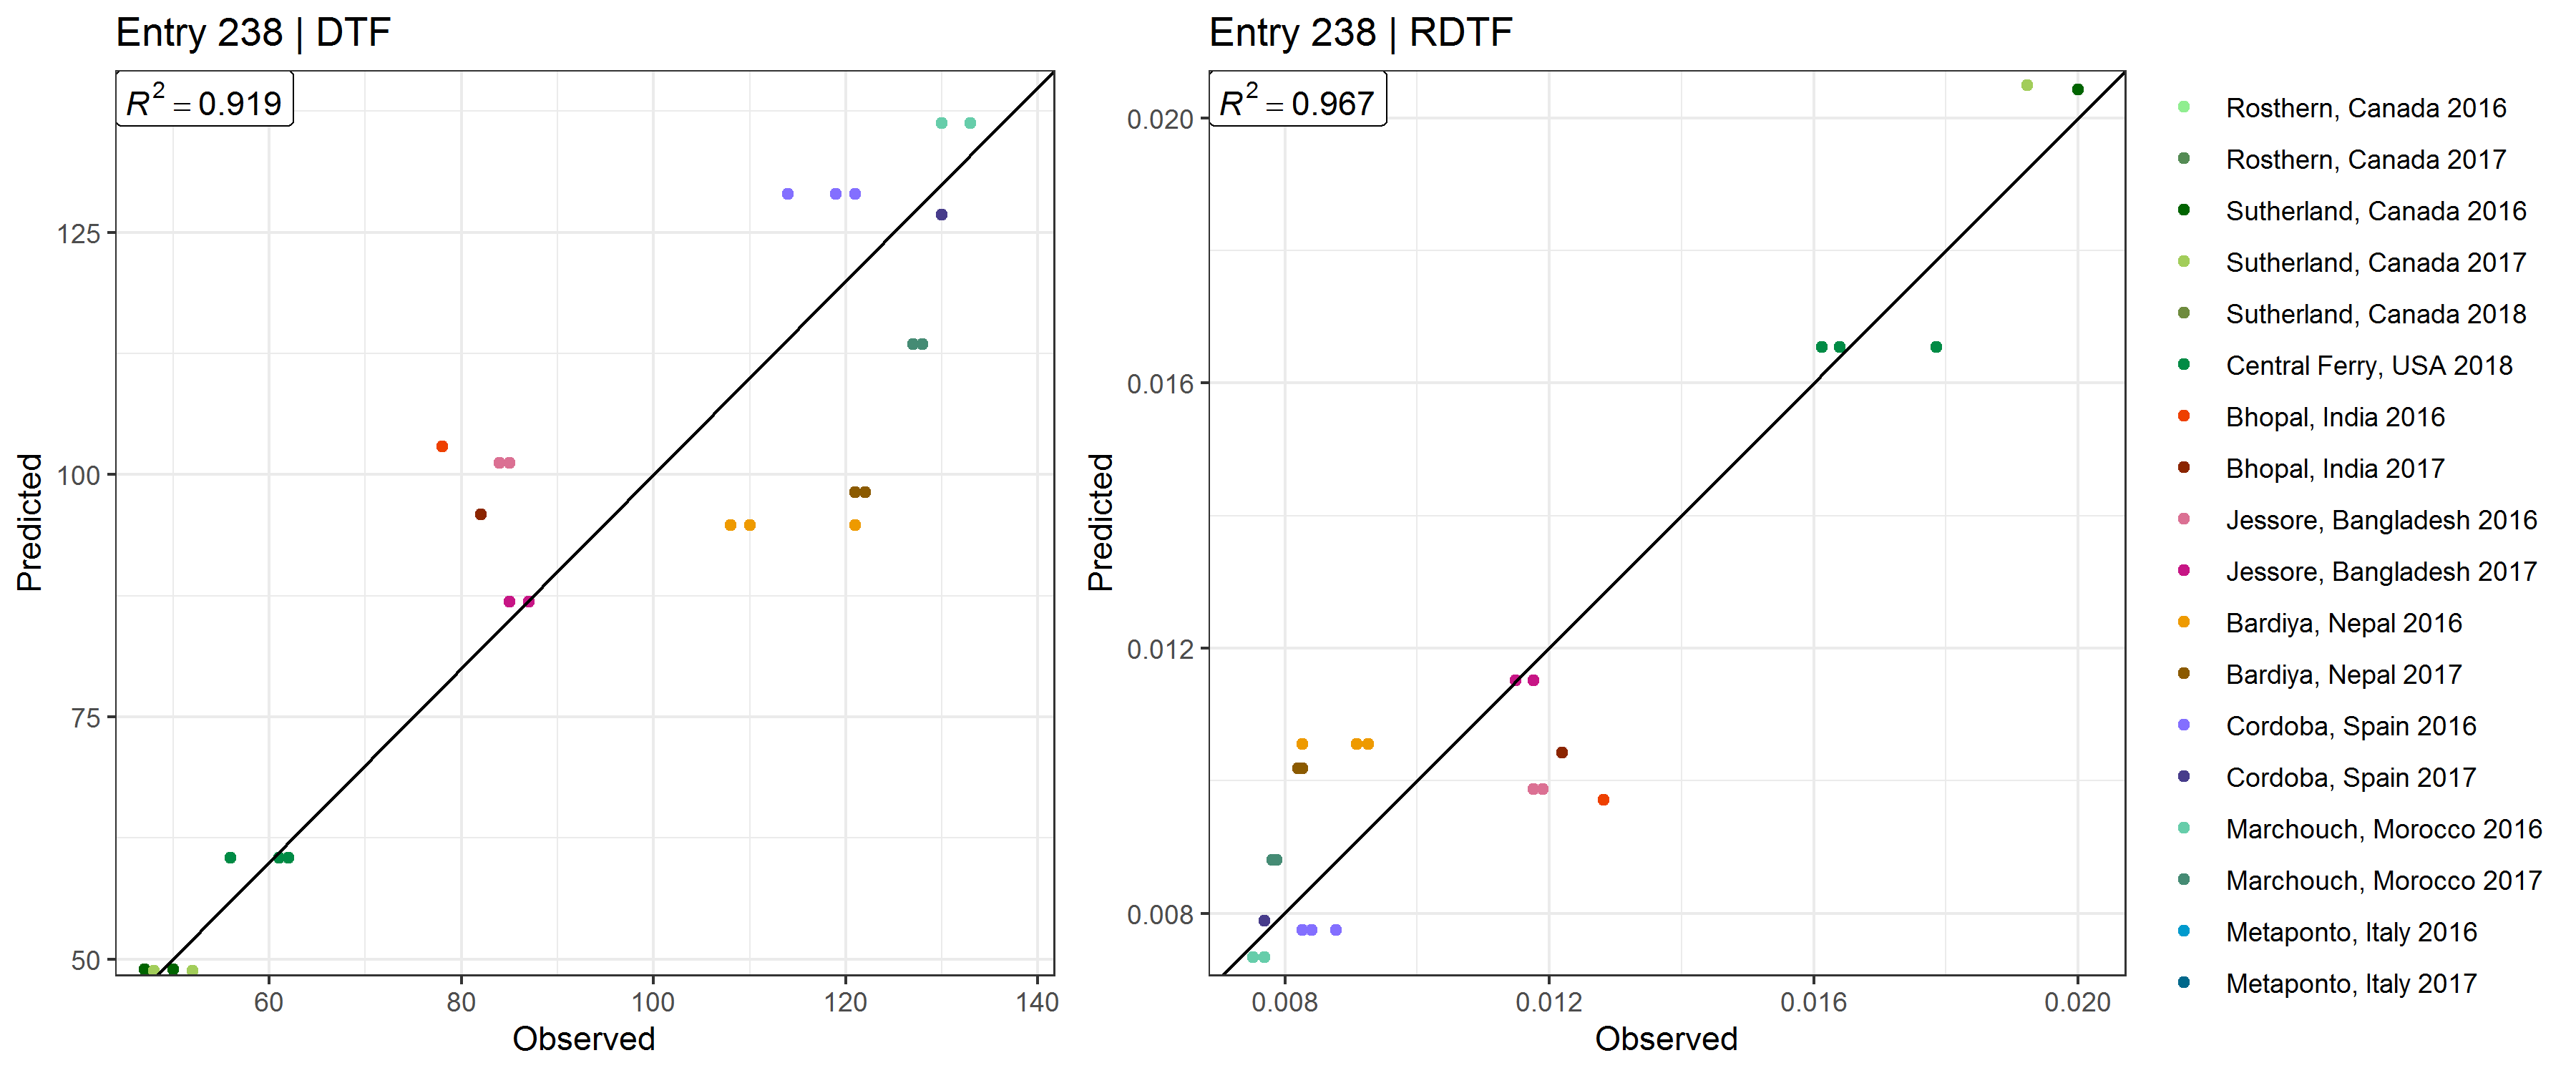 Entry 238 | DTF
R² = 0.919
125
100
75
50
Predicted
60 80 100 120 140
Observed
Entry 238 | RDTF
R² = 0.967
0.020
0.016
0.012
0.008
Predicted
0.008 0.012 0.016 0.020
Observed
Rosthern, Canada 2016
Rosthern, Canada 2017
Sutherland, Canada 2016
Sutherland, Canada 2017
Sutherland, Canada 2018
Central Ferry, USA 2018
Bhopal, India 2016
Bhopal, India 2017
Jessore, Bangladesh 2016
Jessore, Bangladesh 2017
Bardiya, Nepal 2016
Bardiya, Nepal 2017
Cordoba, Spain 2016
Cordoba, Spain 2017
Marchouch, Morocco 2016
Marchouch, Morocco 2017
Metaponto, Italy 2016
Metaponto, Italy 2017